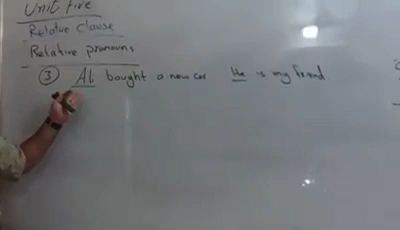 Unit five
Relative clause
Relative pronouns
③ Ali bought a new car He is my friend